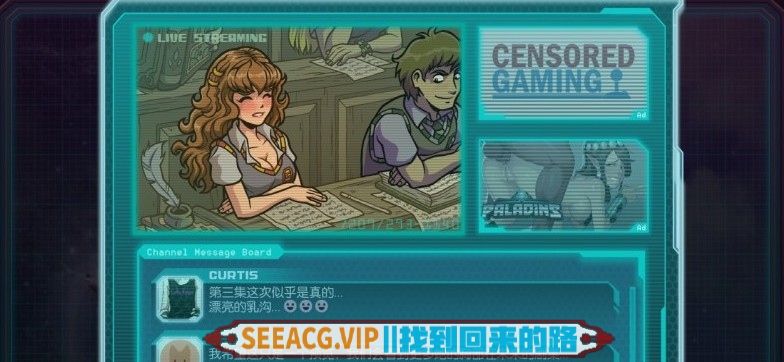 LIVE STREAMING
CENSORED
GAMING
Ad
PALADINS
Ad
Channel Message Board
CURTIS
第三集这次似乎是真的...
漂亮的乳沟...
SEEACG.VIP||找到回来的路